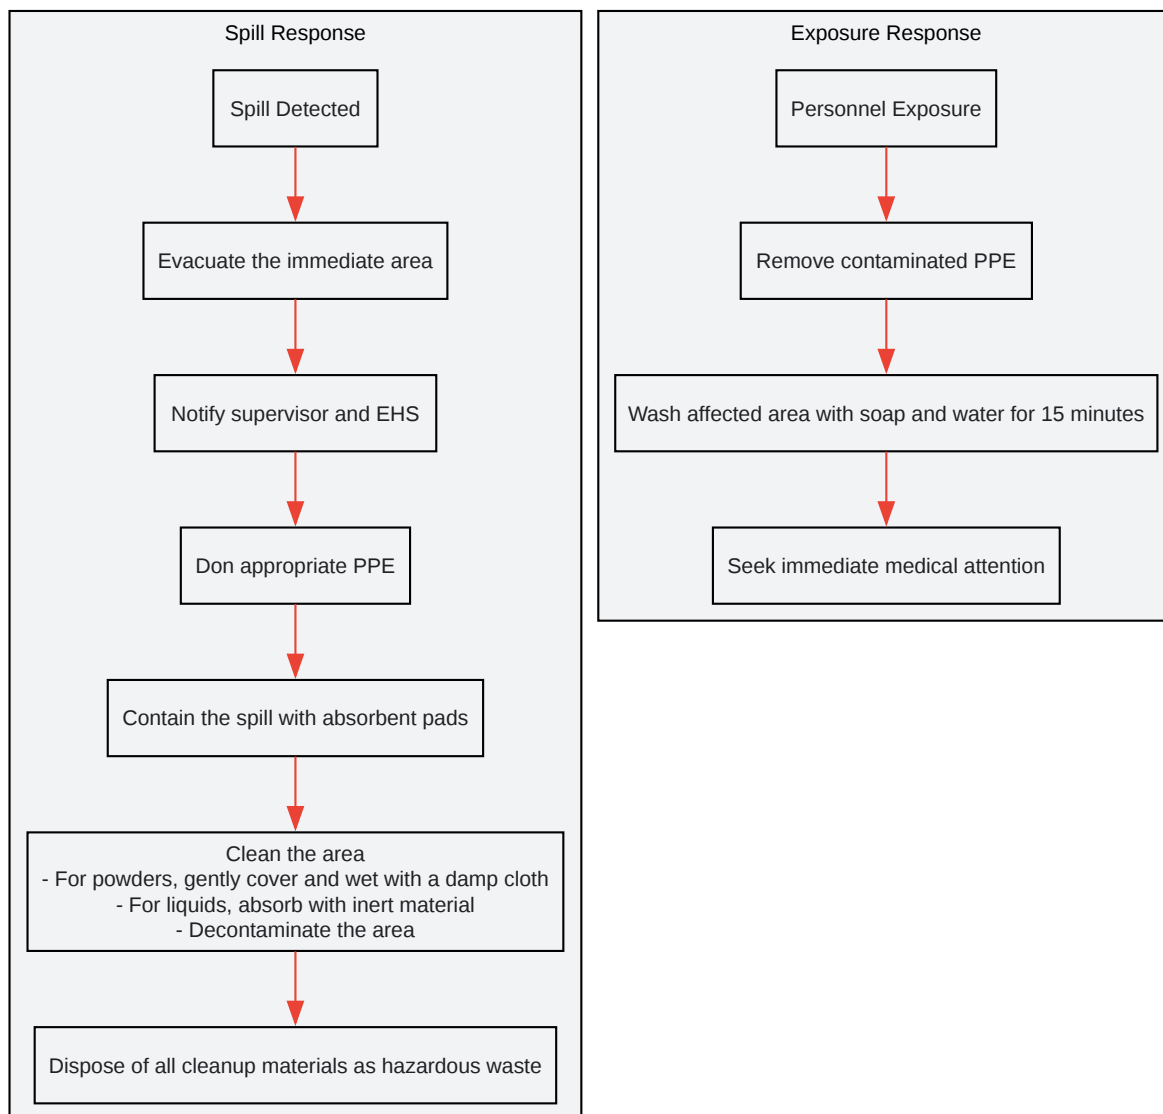 Spill Response
Spill Detected
Evacuate the immediate area
Notify supervisor and EHS
Don appropriate PPE
Contain the spill with absorbent pads
Clean the area
- For powders, gently cover and wet with a damp cloth
- For liquids, absorb with inert material
- Decontaminate the area
Dispose of all cleanup materials as hazardous waste
Exposure Response
Personnel Exposure
Remove contaminated PPE
Wash affected area with soap and water for 15 minutes
Seek immediate medical attention